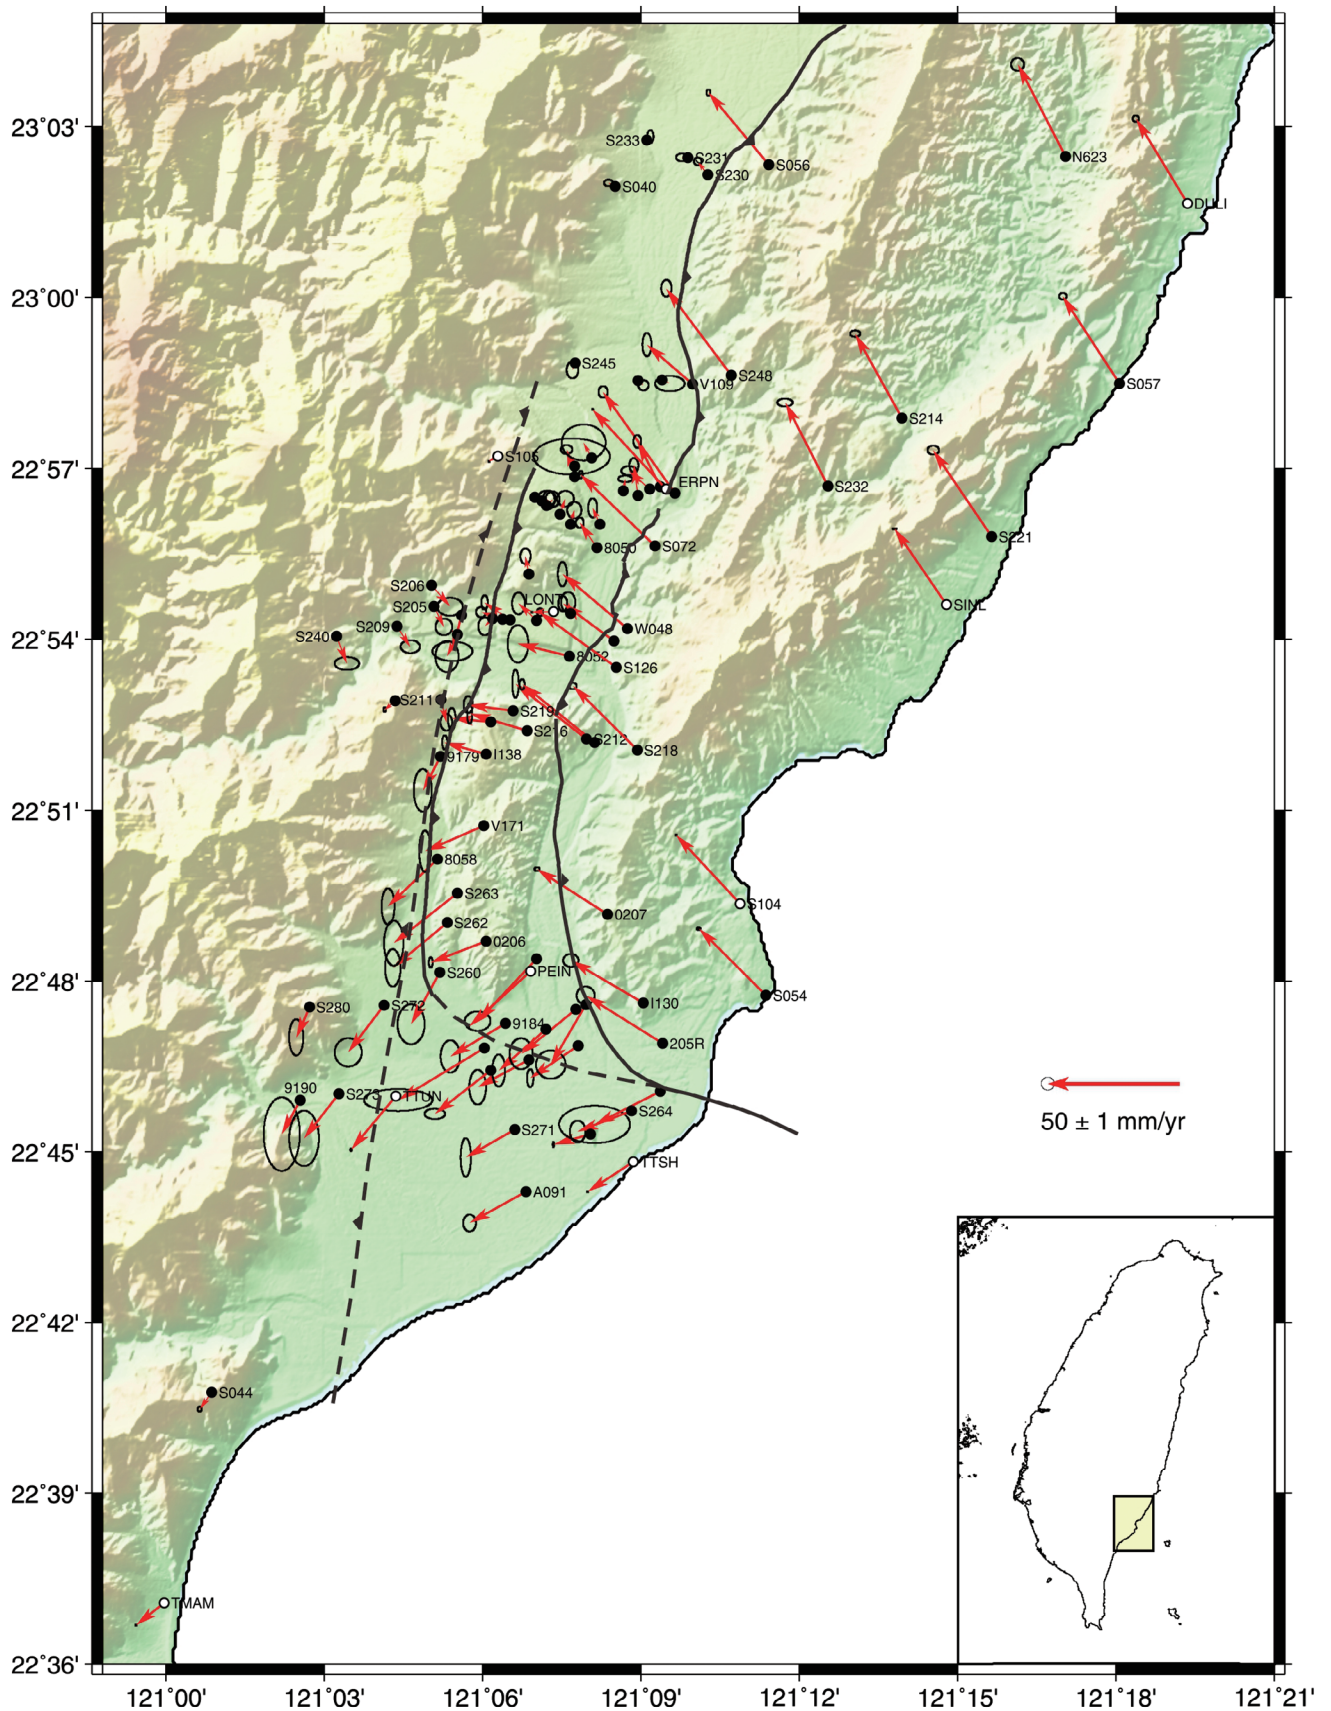 23°03'
23°00'
22°57'
22°54'
22°51'
22°48'
22°45'
22°42'
22°39'
22°36'
121°00'
121°03'
121°06'
121°09'
121°12'
121°15'
121°18'
121°21'
S233
S231
S230
S056
N623
S040
DULI
S245
V109
S248
S057
S214
S105
ERPN
S232
S221
8050
S072
S206
LONT
SINL
S205
S209
W048
S240
8052
S126
S211
S219
S216
S212
S218
9179
I138
V171
8058
S263
0207
S104
S262
0206
PEIN
S260
S054
S280
S272
I130
9184
205R
9190
S273
TTUN
S264
S271
TTSH
A091
50 ± 1 mm/yr
S044
TMAM